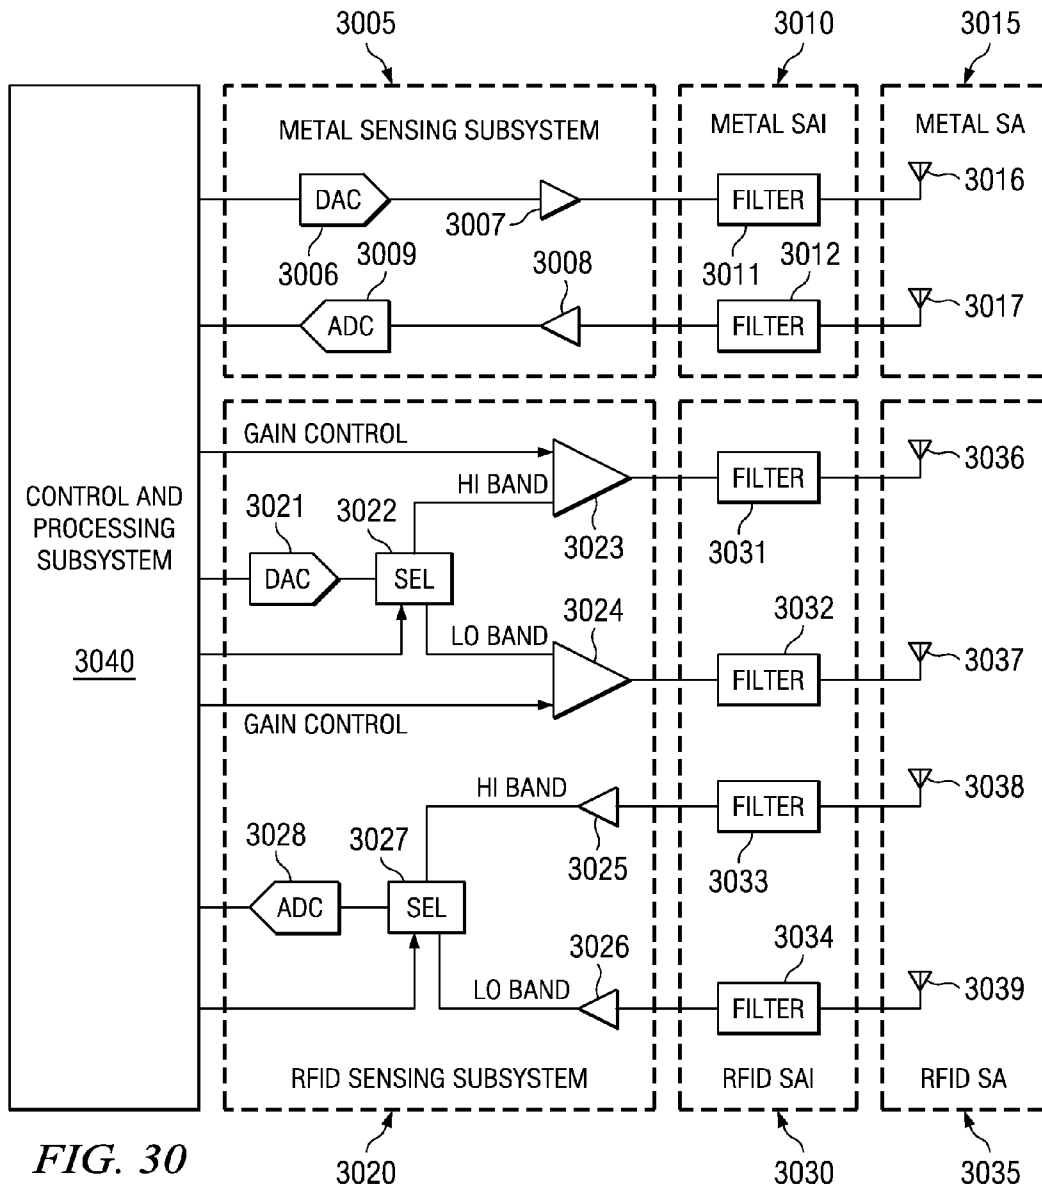 3005
3010
3015
METAL SENSING SUBSYSTEM
METAL SAI
METAL SA
DAC
3007
FILTER
3016
3006
3009
3008
3011
3012
ADC
FILTER
3017
GAIN CONTROL
3036
HI BAND
FILTER
CONTROL AND
PROCESSING
SUBSYSTEM
3040
3021
3022
3023
3031
DAC
SEL
3024
3032
LO BAND
3037
FILTER
GAIN CONTROL
HI BAND
3038
FILTER
3028
3027
3025
3033
ADC
SEL
3026
3034
LO BAND
3039
FILTER
RFID SENSING SUBSYSTEM
RFID SAI
RFID SA
FIG. 30
3020
3030
3035